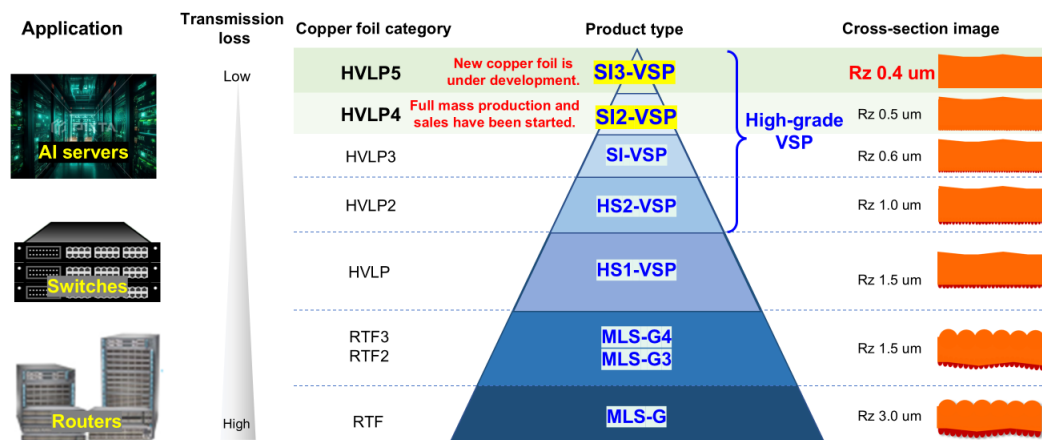 Application
Transmission
loss
Copper foil category
Product type
Cross-section image
Low
HVLP5
New copper foil is
under development.
SI3-VSP
Rz 0.4 um
HVLP4
Full mass production and
sales have been started.
SI2-VSP
Rz 0.5 um
AI servers
High-grade
VSP
HVLP3
SI-VSP
Rz 0.6 um
HVLP2
HS2-VSP
Rz 1.0 um
Switches
HVLP
HS1-VSP
Rz 1.5 um
RTF3
RTF2
MLS-G4
MLS-G3
Rz 1.5 um
Routers
High
RTF
MLS-G
Rz 3.0 um